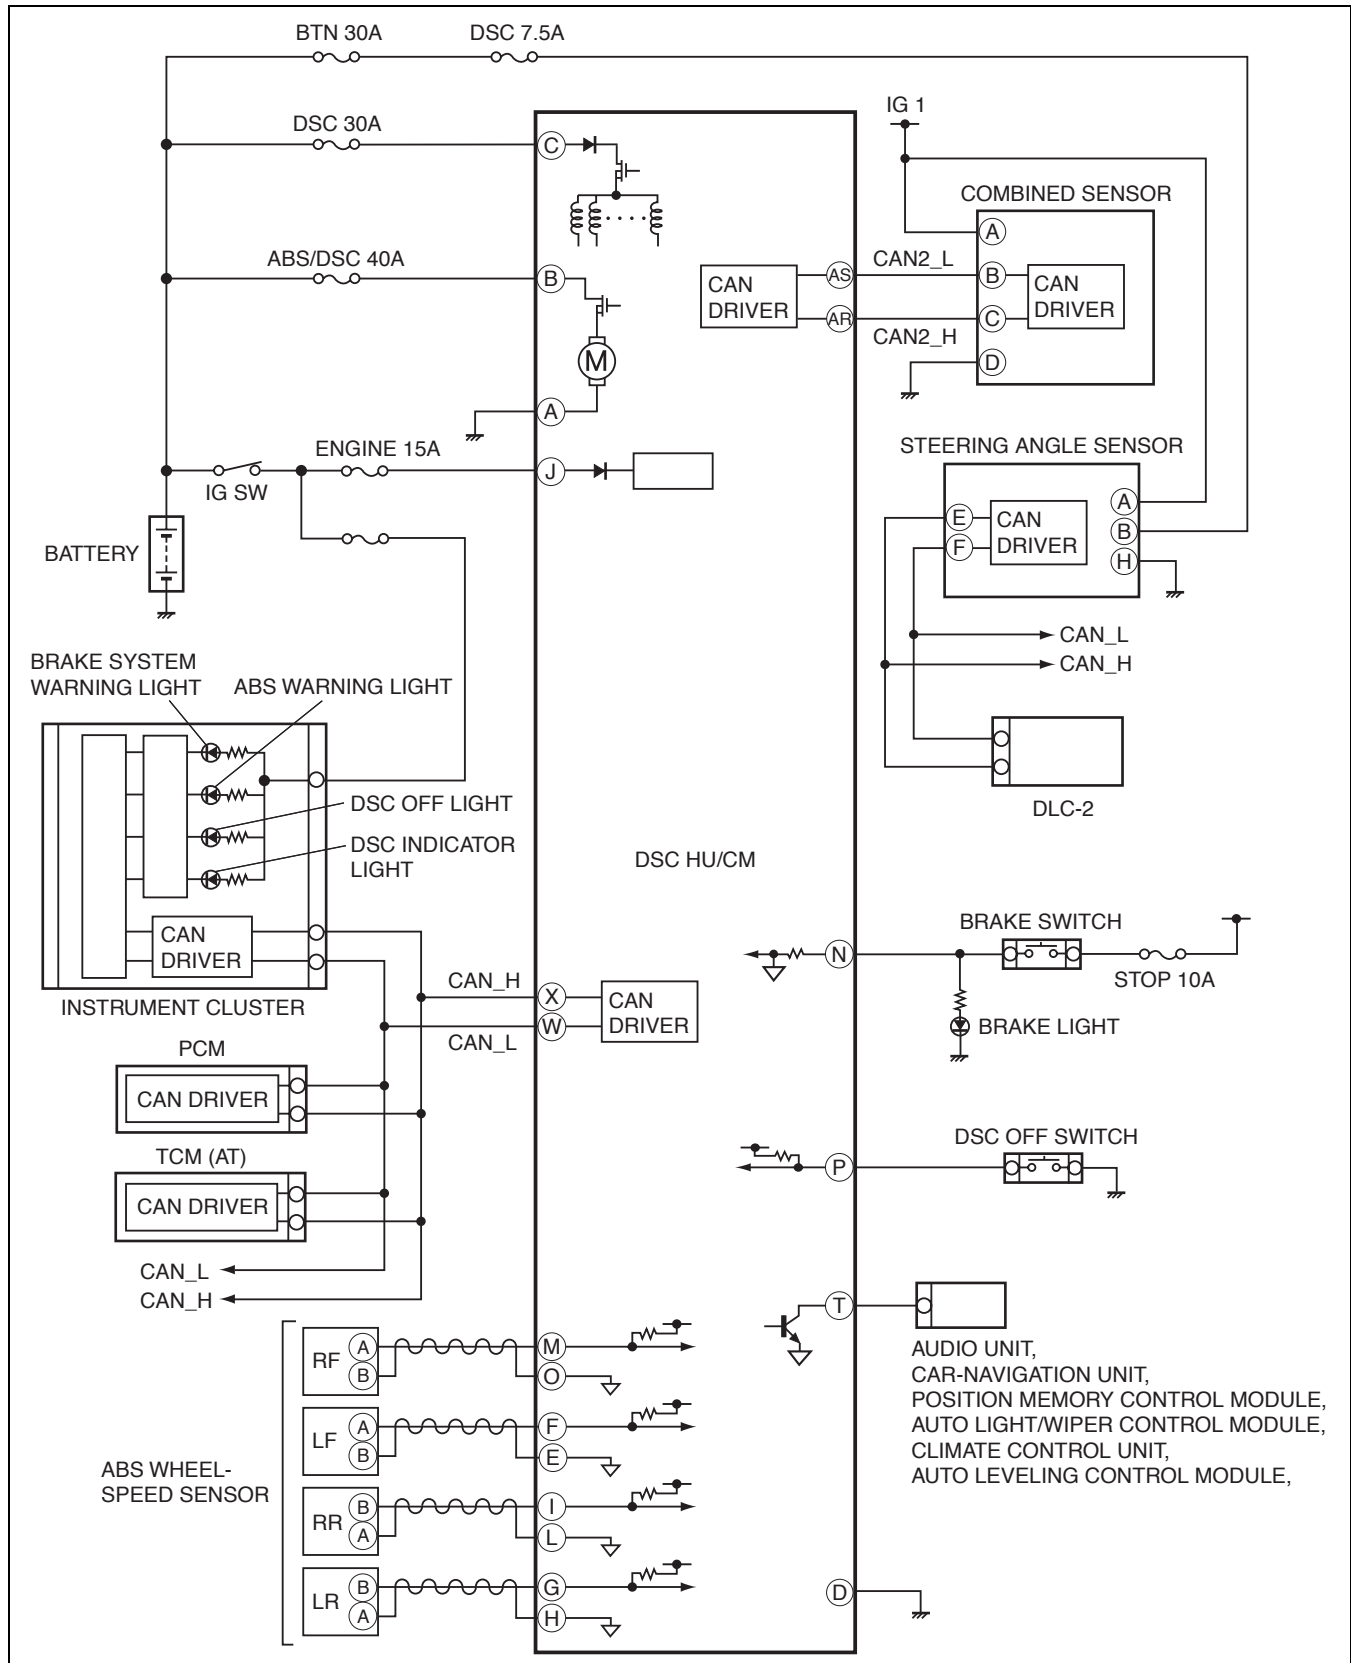 BTN 30A
DSC 7.5A
DSC 30A
ABS/DSC 40A
ENGINE 15A
IG SW
BATTERY
C
B
M
A
J
IG 1
COMBINED SENSOR
A
B
C
D
CAN
DRIVER
CAN
DRIVER
AS
AR
CAN2_L
CAN2_H
STEERING ANGLE SENSOR
E
F
CAN
DRIVER
A
B
H
CAN_L
CAN_H
DLC-2
BRAKE SYSTEM
WARNING LIGHT
ABS WARNING LIGHT
DSC OFF LIGHT
DSC INDICATOR
LIGHT
CAN
DRIVER
INSTRUMENT CLUSTER
DSC HU/CM
CAN_H
CAN_L
X
W
CAN
DRIVER
N
BRAKE SWITCH
STOP 10A
BRAKE LIGHT
PCM
CAN DRIVER
TCM (AT)
CAN DRIVER
CAN_L
CAN_H
P
DSC OFF SWITCH
T
AUDIO UNIT,
CAR-NAVIGATION UNIT,
POSITION MEMORY CONTROL MODULE,
AUTO LIGHT/WIPER CONTROL MODULE,
CLIMATE CONTROL UNIT,
AUTO LEVELING CONTROL MODULE,
ABS WHEEL-
SPEED SENSOR
RF
A
B
M
O
LF
A
B
F
E
RR
B
A
I
L
LR
B
A
G
H
D